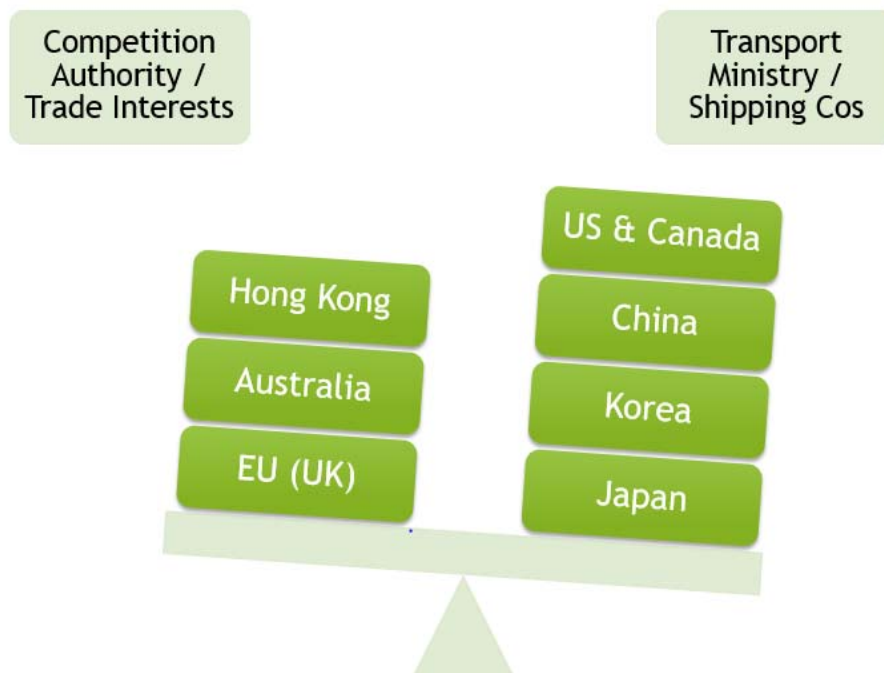 Competition
Authority /
Trade Interests
Transport
Ministry /
Shipping Cos
Hong Kong
Australia
EU (UK)
US & Canada
China
Korea
Japan